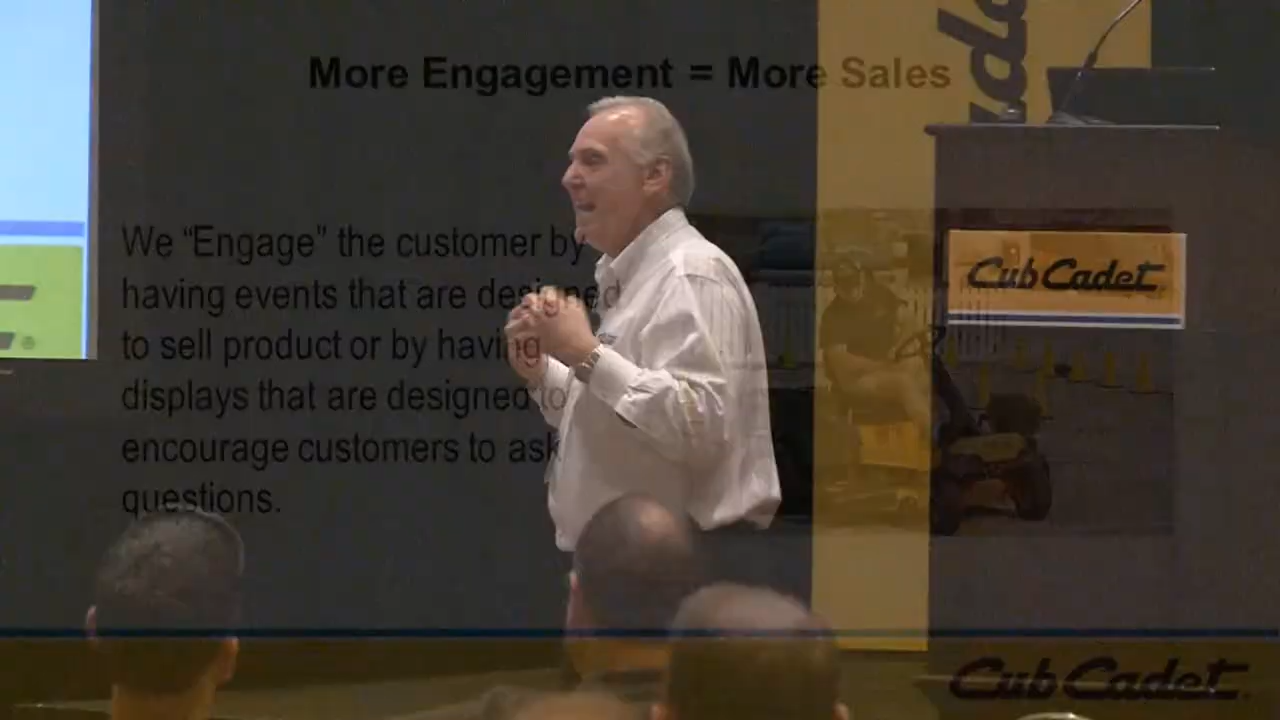 More Engagement = More Sales
We “Engage” the customer by
having events that are designed
to sell product or by having
displays that are designed to
encourage customers to ask
questions.
Cub Cadet
Cub Cadet